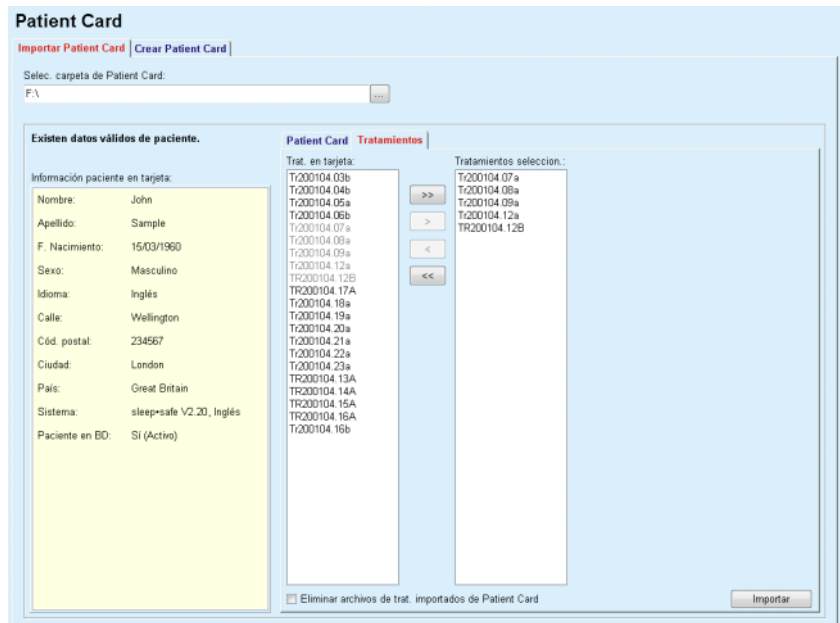 Patient Card
Importar Patient Card Crear Patient Card
Selec. carpeta de Patient Card:
F:\
...
Existen datos válidos de paciente.
Información paciente en tarjeta:
Nombre: John
Apellido: Sample
F. Nacimiento: 15/03/1960
Sexo: Masculino
Idioma: Inglés
Calle: Wellington
Cód. postal: 234567
Ciudad: London
País: Great Britain
Sistema: sleep•safe V2.20, Inglés
Paciente en BD: Sí (Activo)
Patient Card Tratamientos
Trat. en tarjeta:
Tr200104.03b
Tr200104.04b
Tr200104.05a
Tr200104.06b
Tr200104.07a
Tr200104.08a
Tr200104.09a
Tr200104.12a
TR200104.12B
TR200104.17A
Tr200104.18a
Tr200104.19a
Tr200104.20a
Tr200104.21a
Tr200104.22a
Tr200104.23a
TR200104.13A
TR200104.14A
TR200104.15A
TR200104.16A
Tr200104.16b
>>
>
<
<<
Tratamientos seleccion.:
Tr200104.07a
Tr200104.08a
Tr200104.09a
Tr200104.12a
TR200104.12B
Eliminar archivos de trat. importados de Patient Card
Importar